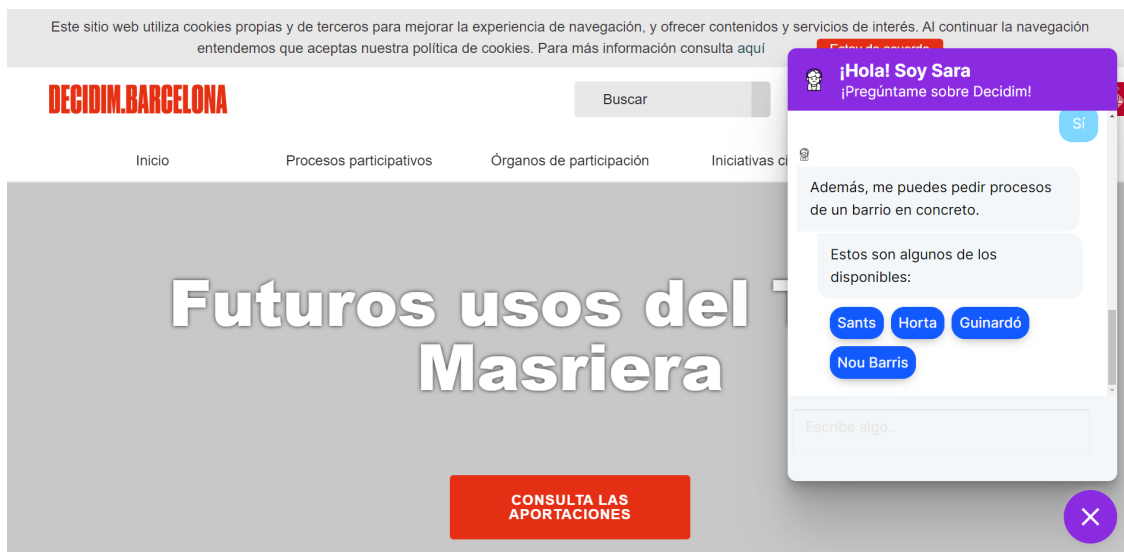 Este sitio web utiliza cookies propias y de terceros para mejorar la experiencia de navegación, y ofrecer contenidos y servicios de interés. Al continuar la navegación
entendemos que aceptas nuestra política de cookies. Para más información consulta aquí
Estoy de acuerdo
DECIDIM.BARCELONA
Buscar
Inicio
Procesos participativos
Órganos de participación
Iniciativas
Futuros usos del
Masriera
CONSULTA LAS
APORTACIONES
¡Hola! Soy Sara
¡Pregúntame sobre Decidim!
Sí
Además, me puedes pedir procesos
de un barrio en concreto.
Estos son algunos de los
disponibles:
Sants
Horta
Guinardó
Nou Barris
Escribe algo..